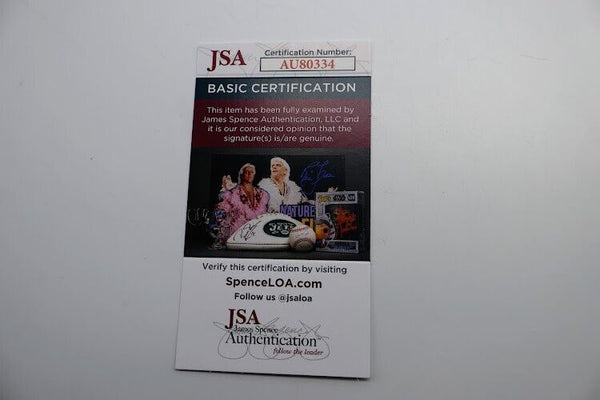 JSA
Certification Number:
AU80334
BASIC CERTIFICATION
This item has been fully examined by
James Spence Authentication, LLC and
it is our considered opinion that the
signature(s) is/are genuine.
NATURE
JETS
Verify this certification by visiting
SpenceLOA.com
Follow us @jsaloa
JSA
James Spence
Authentication
follow the leader